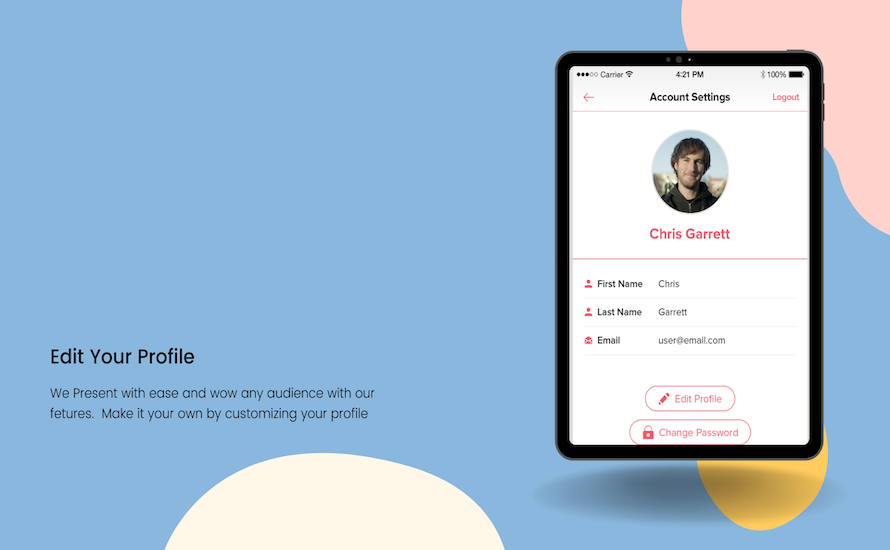 Edit Your Profile
We Present with ease and wow any audience with our
fetures.  Make it your own by customizing your profile
Carrier 4:21 PM 100%
Account Settings Logout
Chris Garrett
First Name Chris
Last Name Garrett
Email user@email.com
Edit Profile
Change Password